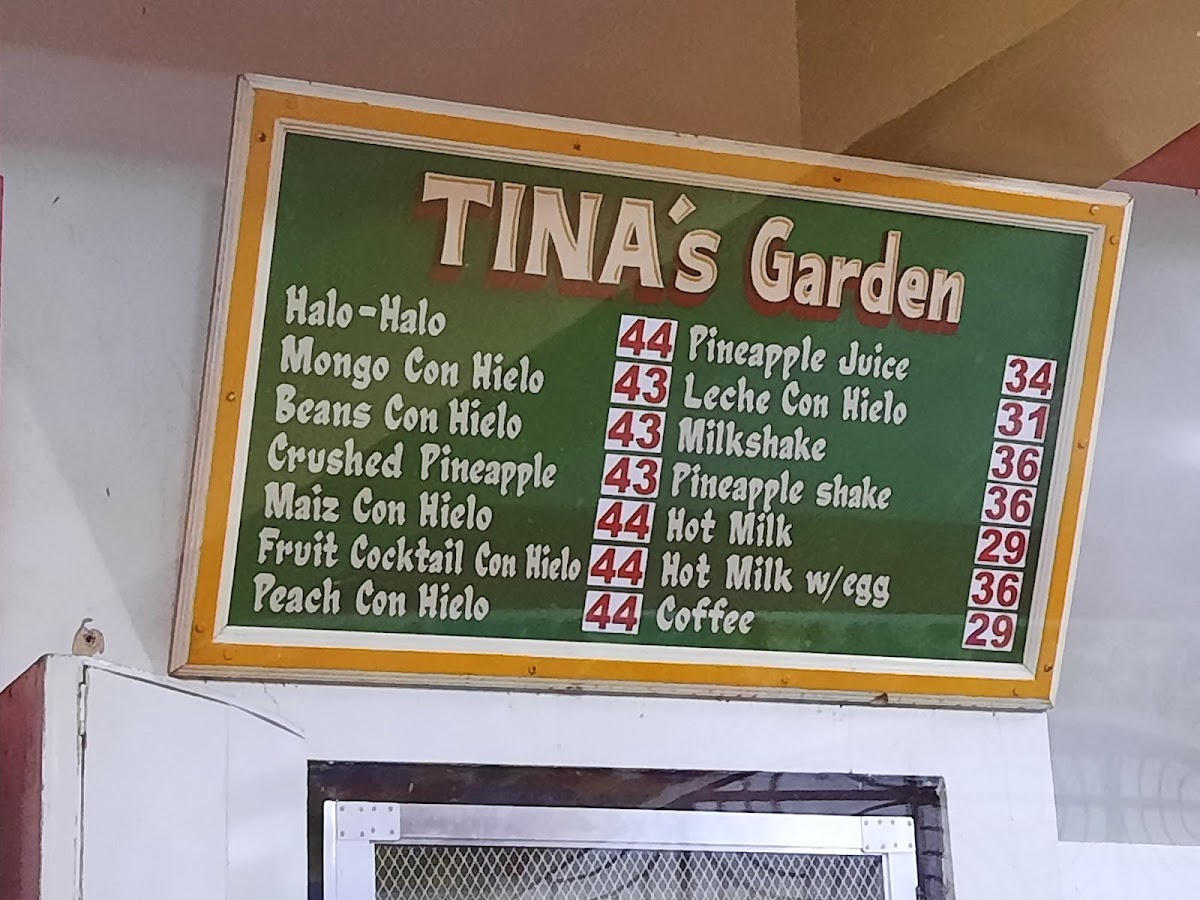 TINA's Garden
Halo-Halo 44
Mongo Con Hielo 43
Beans Con Hielo 43
Crushed Pineapple 43
Maiz Con Hielo 44
Fruit Cocktail Con Hielo 44
Peach Con Hielo 44
Pineapple Juice 34
Leche Con Hielo 31
Milkshake 36
Pineapple shake 36
Hot Milk 29
Hot Milk w/egg 36
Coffee 29